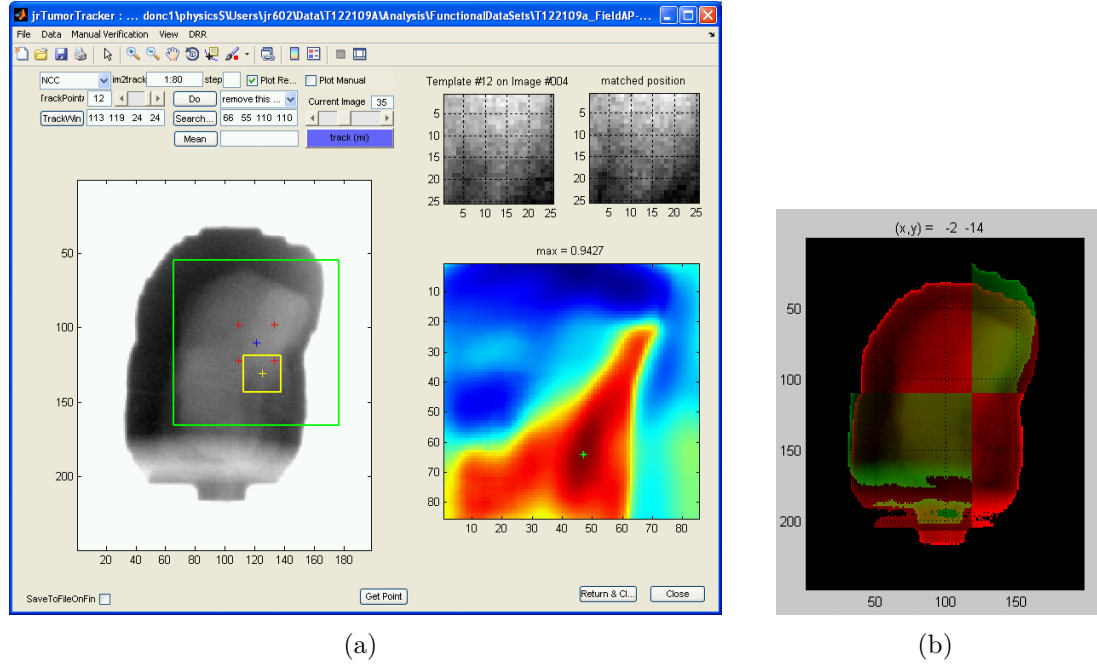 jrTumorTracker : ... donc1\physics$\Users\jr602\Data\T122109A\Analysis\FunctionalDataSets\T122109a_FieldAP-...
File Data Manual Verification View DRR
NCC im2track 1:80 step Plot Re... Plot Manual
TrackPoint 12 Do remove this ... Current Image 35
TrackWin 113 119 24 24 Search... 66 55 110 110 track (mi)
Mean
Template #12 on Image #004 matched position
5 5
10 10
15 15
20 20
25 25
5 10 15 20 25 5 10 15 20 25
50
100
150
200
20 40 60 80 100 120 140 160 180
max = 0.9427
10
20
30
40
50
60
70
80
10 20 30 40 50 60 70 80
SaveToFileOnFin Get Point Return & Cl... Close
(a)
(x,y) = -2 -14
50
100
150
200
50 100 150
(b)